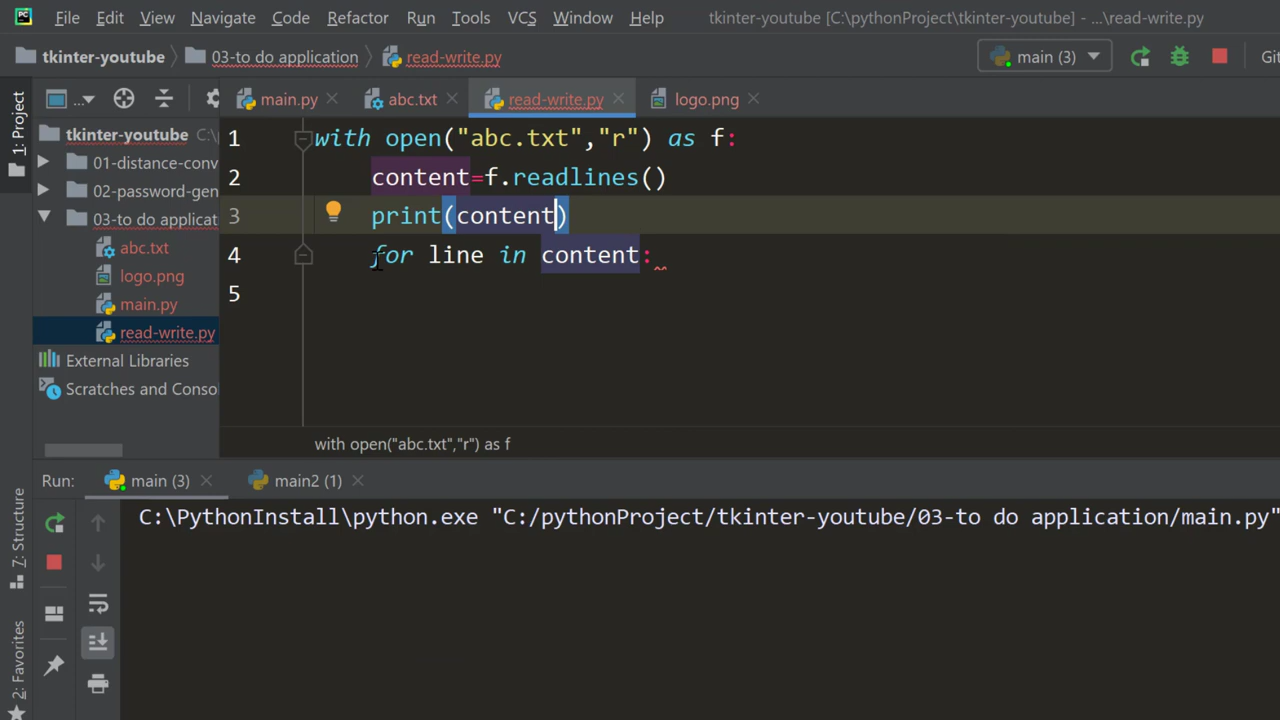 File Edit View Navigate Code Refactor Run Tools VCS Window Help tkinter-youtube [C:\pythonProject\tkinter-youtube] - ...\read-write.py
tkinter-youtube 03-to do application read-write.py main (3) Git
... main.py abc.txt read-write.py logo.png
1: Project
tkinter-youtube C:\
01-distance-conv
02-password-gen
03-to do applicat
abc.txt
logo.png
main.py
read-write.py
External Libraries
Scratches and Conso
1 with open("abc.txt","r") as f:
2 content=f.readlines()
3 print(content)
4 for line in content:
5
with open("abc.txt","r") as f
Run: main (3) main2 (1)
C:\PythonInstall\python.exe "C:/pythonProject/tkinter-youtube/03-to do application/main.py"
7: Structure
2: Favorites